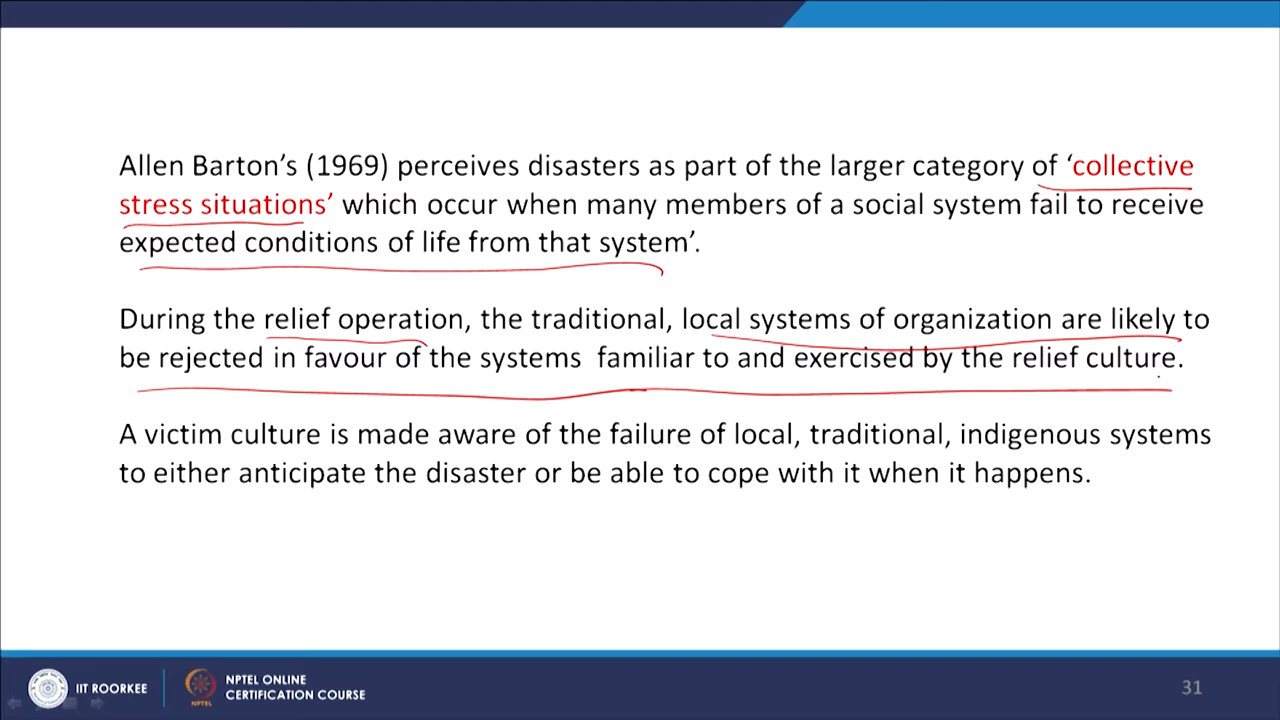 Allen Barton’s (1969) perceives disasters as part of the larger category of ‘collective
stress situations’ which occur when many members of a social system fail to receive
expected conditions of life from that system’.
During the relief operation, the traditional, local systems of organization are likely to
be rejected in favour of the systems familiar to and exercised by the relief culture.
A victim culture is made aware of the failure of local, traditional, indigenous systems
to either anticipate the disaster or be able to cope with it when it happens.
IIT ROORKEE
NPTEL
NPTEL ONLINE
CERTIFICATION COURSE
31